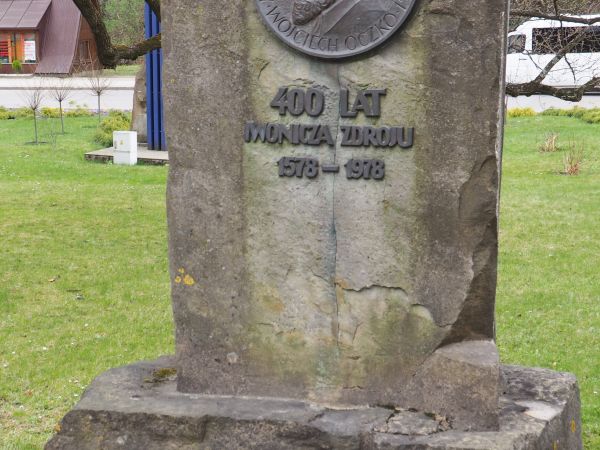 WOJCIECH OCZKO
400 LAT
IWONICZA ZDROJU
1578 – 1978